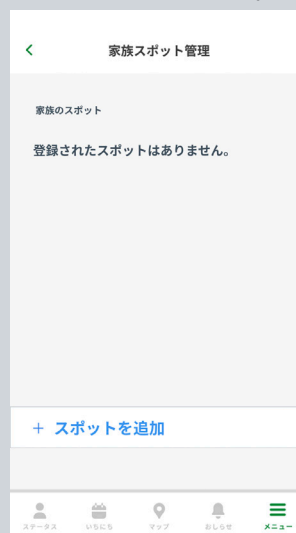 家族スポット管理
家族のスポット
登録されたスポットはありません。
+ スポットを追加
ステータス いちにち マップ おしらせ メニュー